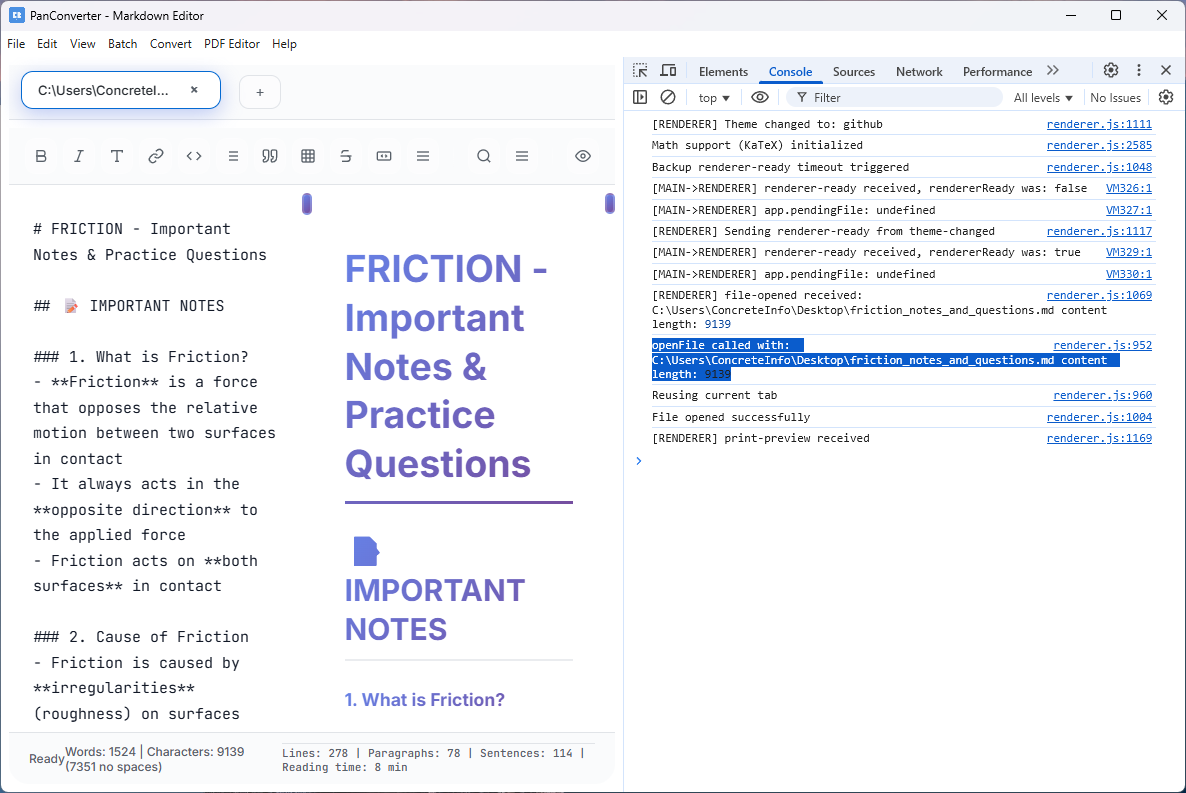 PanConverter - Markdown Editor
File Edit View Batch Convert PDF Editor Help
C:\Users\ConcreteI... × +
# FRICTION - Important
Notes & Practice Questions
## 📝 IMPORTANT NOTES
### 1. What is Friction?
- **Friction** is a force
that opposes the relative
motion between two surfaces
in contact
- It always acts in the
**opposite direction** to
the applied force
- Friction acts on **both
surfaces** in contact
### 2. Cause of Friction
- Friction is caused by
**irregularities**
(roughness) on surfaces
FRICTION -
Important
Notes &
Practice
Questions
IMPORTANT
NOTES
1. What is Friction?
Ready
Words: 1524 | Characters: 9139
(7351 no spaces)
Lines: 278 | Paragraphs: 78 | Sentences: 114 |
Reading time: 8 min
Elements Console Sources Network Performance
top Filter All levels No Issues
[RENDERER] Theme changed to: github renderer.js:1111
Math support (KaTeX) initialized renderer.js:2585
Backup renderer-ready timeout triggered renderer.js:1048
[MAIN->RENDERER] renderer-ready received, rendererReady was: false VM326:1
[MAIN->RENDERER] app.pendingFile: undefined VM327:1
[RENDERER] Sending renderer-ready from theme-changed renderer.js:1117
[MAIN->RENDERER] renderer-ready received, rendererReady was: true VM329:1
[MAIN->RENDERER] app.pendingFile: undefined VM330:1
[RENDERER] file-opened received: renderer.js:1069
C:\Users\ConcreteInfo\Desktop\friction_notes_and_questions.md content
length: 9139
openFile called with: renderer.js:952
C:\Users\ConcreteInfo\Desktop\friction_notes_and_questions.md content
length: 9139
Reusing current tab renderer.js:960
File opened successfully renderer.js:1004
[RENDERER] print-preview received renderer.js:1169